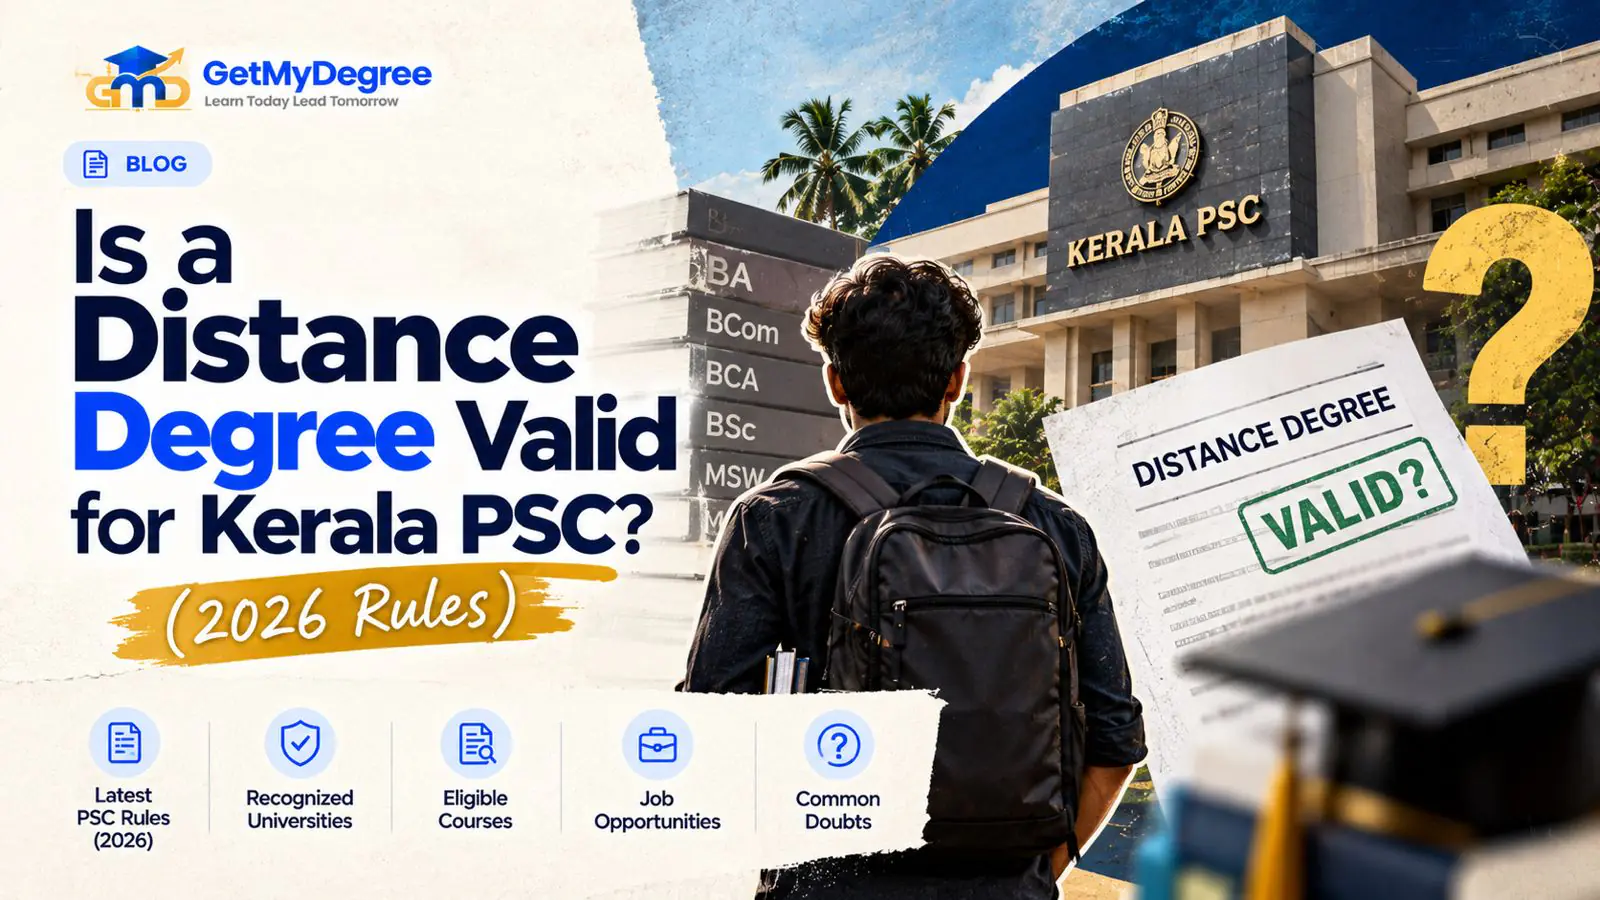 GetMyDegree
Learn Today Lead Tomorrow
BLOG
Is a
Distance
Degree Valid
for Kerala PSC?
(2026 Rules)
BA
BCom
BCA
BSc
MSW
KERALA PSC
DISTANCE DEGREE
VALID?
?
Latest
PSC Rules
(2026)
Recognized
Universities
Eligible
Courses
Job
Opportunities
Common
Doubts